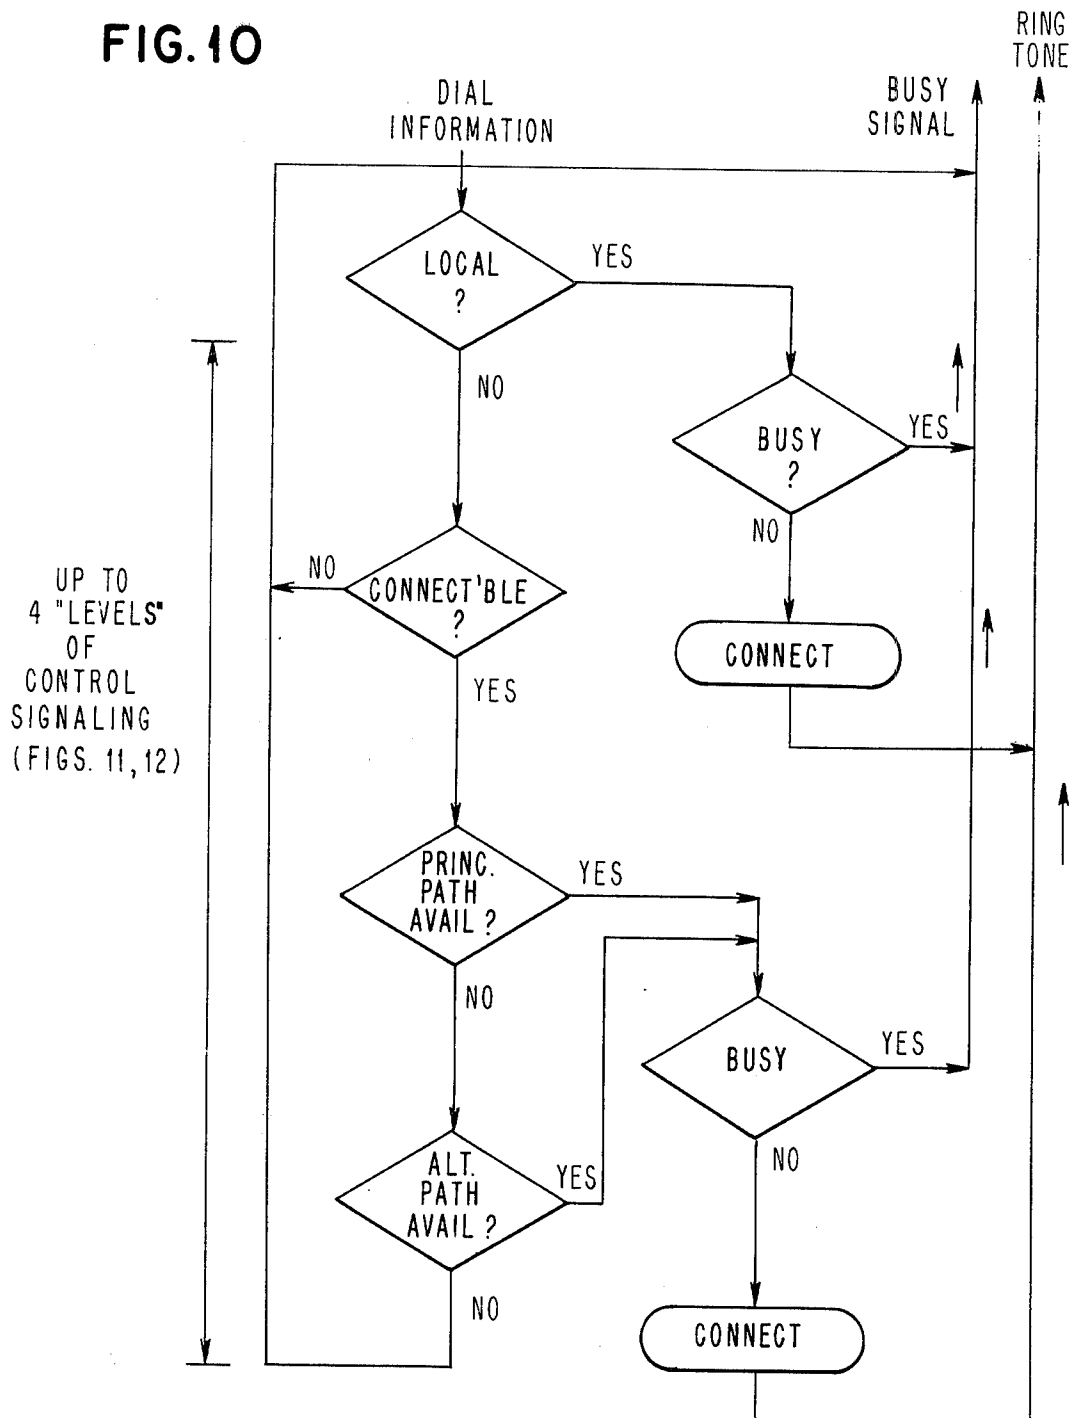 FIG. 10
RING
TONE
DIAL
INFORMATION
BUSY
SIGNAL
LOCAL
?
YES
NO
BUSY
?
YES
NO
CONNECT
CONNECT'BLE
?
NO
YES
UP TO
4 "LEVELS"
OF
CONTROL
SIGNALING
(FIGS. 11,12)
PRINC.
PATH
AVAIL ?
YES
NO
BUSY
YES
NO
ALT.
PATH
AVAIL ?
YES
NO
CONNECT